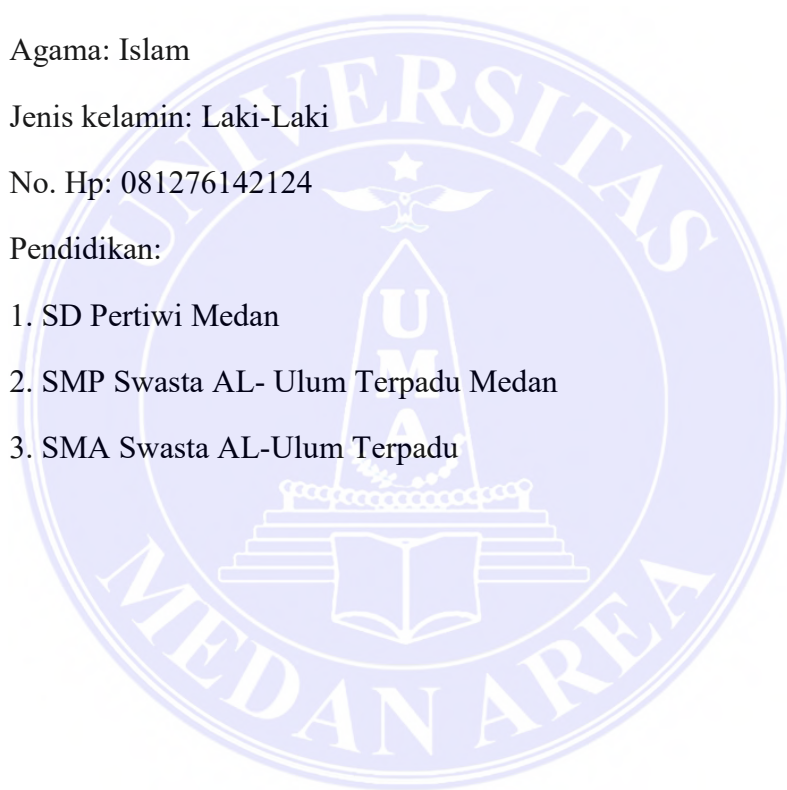 Agama: Islam
Jenis kelamin: Laki-Laki
No. Hp: 081276142124
Pendidikan:
1. SD Pertiwi Medan
2. SMP Swasta AL- Ulum Terpadu Medan
3. SMA Swasta AL-Ulum Terpadu
UNIVERSITAS
UMA
MEDAN AREA